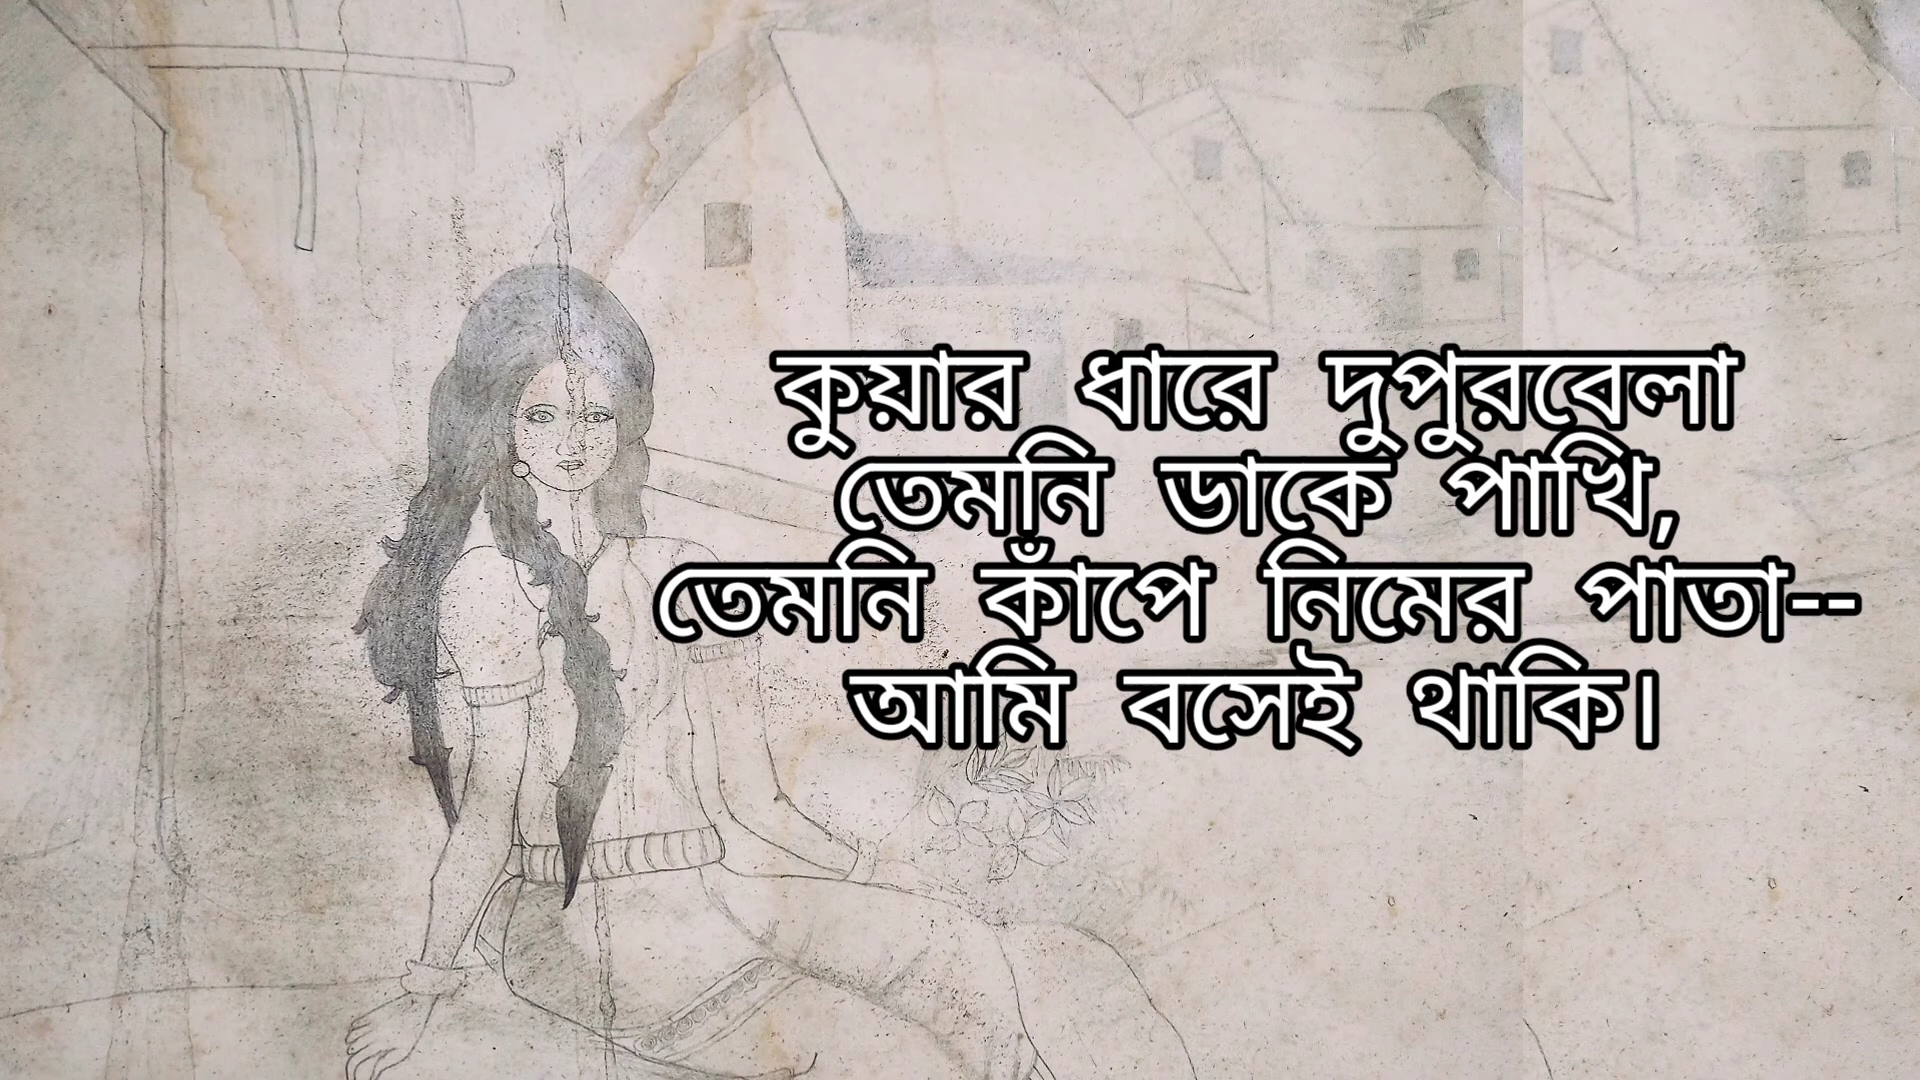 কুয়ার ধারে দুপুরবেলা
তেমনি ডাকে পাখি,
তেমনি কাঁপে নিমের পাতা--
আমি বসেই থাকি।